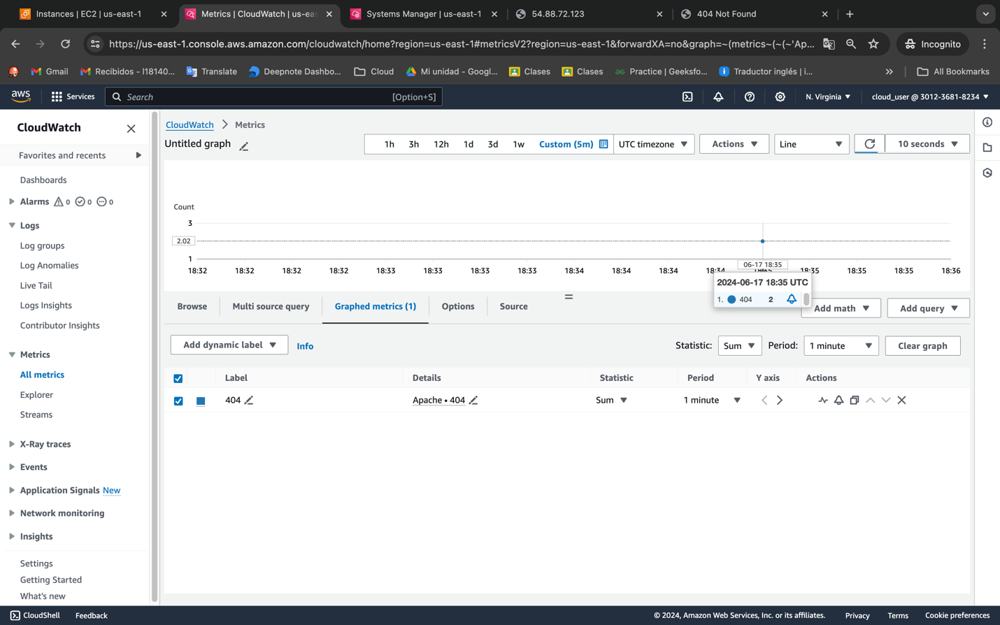 Instances | EC2 | us-east-1
Metrics | CloudWatch | us-eas
Systems Manager | us-east-1
54.88.72.123
404 Not Found
https://us-east-1.console.aws.amazon.com/cloudwatch/home?region=us-east-1#metricsV2?region=us-east-1&forwardXA=no&graph=~(metrics~(~(~'Ap...
Incognito
Gmail
Recibidos - l18140...
Translate
Deepnote Dashbo...
Cloud
Mi unidad - Googl...
Clases
Clases
Practice | Geeksfo...
Traductor inglés | i...
All Bookmarks
aws
Services
Search
[Option+S]
N. Virginia
cloud_user @ 3012-3681-8234
CloudWatch
Favorites and recents
Dashboards
Alarms 0 0 0
Logs
Log groups
Log Anomalies
Live Tail
Logs Insights
Contributor Insights
Metrics
All metrics
Explorer
Streams
X-Ray traces
Events
Application Signals New
Network monitoring
Insights
Settings
Getting Started
What's new
CloudWatch > Metrics
Untitled graph
1h 3h 12h 1d 3d 1w Custom (5m) UTC timezone
Actions
Line
10 seconds
Count
3
2.02
1
18:32 18:32 18:32 18:32 18:33 18:33 18:33 18:33 18:34 18:34 18:34 18:34 18:35 18:35 18:35 18:36
06-17 18:35
2024-06-17 18:35 UTC
1. 404 2
Browse
Multi source query
Graphed metrics (1)
Options
Source
Add math
Add query
Add dynamic label
Info
Statistic: Sum Period: 1 minute
Clear graph
Label Details Statistic Period Y axis Actions
404 Apache • 404 Sum 1 minute
CloudShell Feedback
© 2024, Amazon Web Services, Inc. or its affiliates. Privacy Terms Cookie preferences